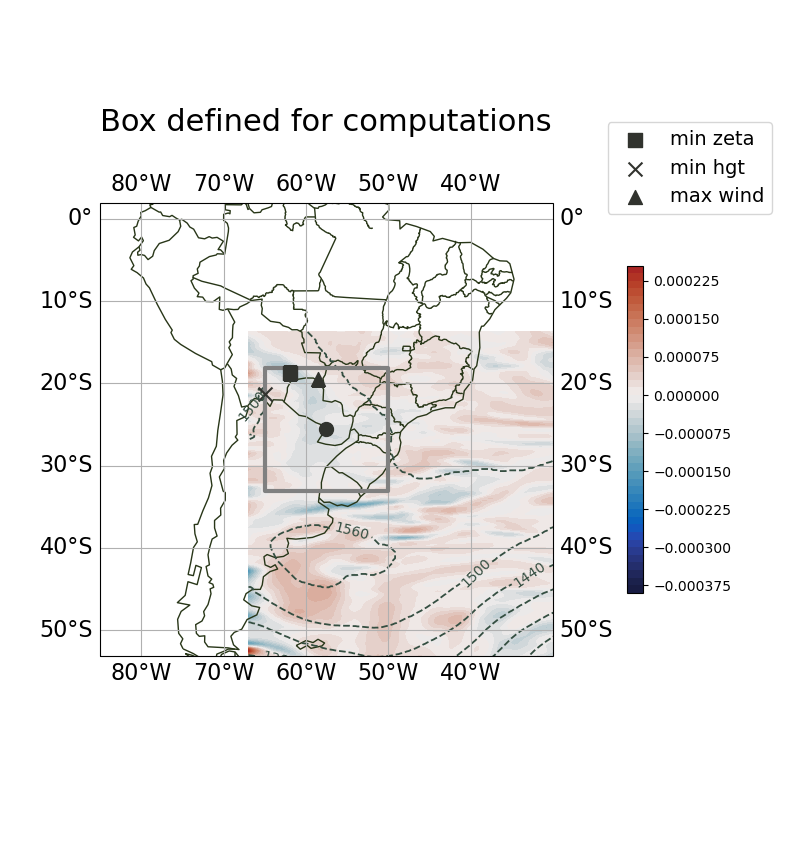 Box defined for computations
min zeta
min hgt
max wind
80°W 70°W 60°W 50°W 40°W
0° 0°
10°S 10°S
20°S 20°S
30°S 30°S
40°S 40°S
50°S 50°S
80°W 70°W 60°W 50°W 40°W
1500
1560
1500
1440
0.000225
0.000150
0.000075
0.000000
−0.000075
−0.000150
−0.000225
−0.000300
−0.000375